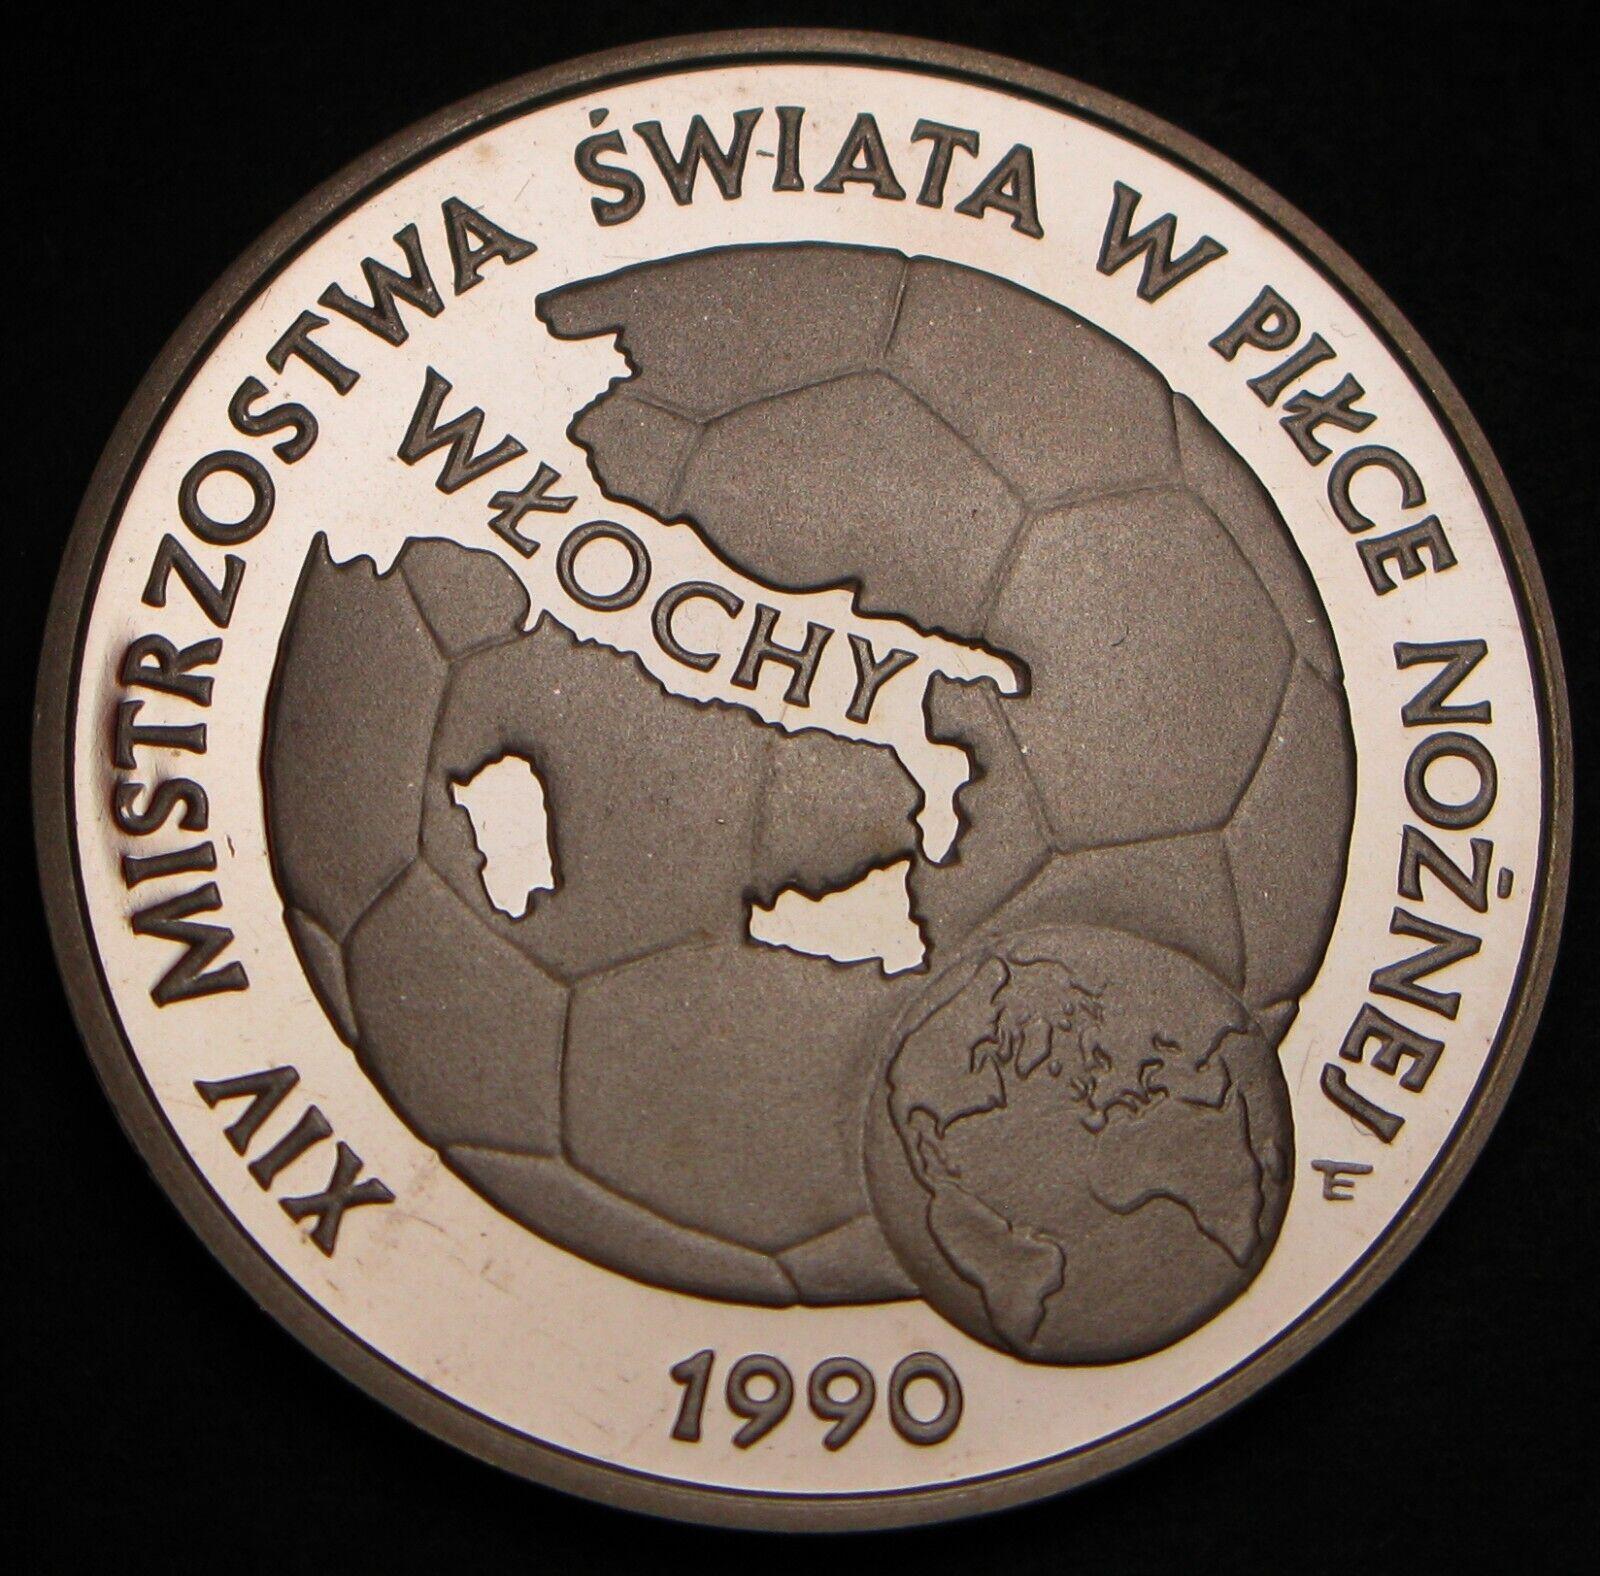 XIV MISTRZOSTWA ŚWIATA W PIŁCE NOŻNEJ
WŁOCHY
1990